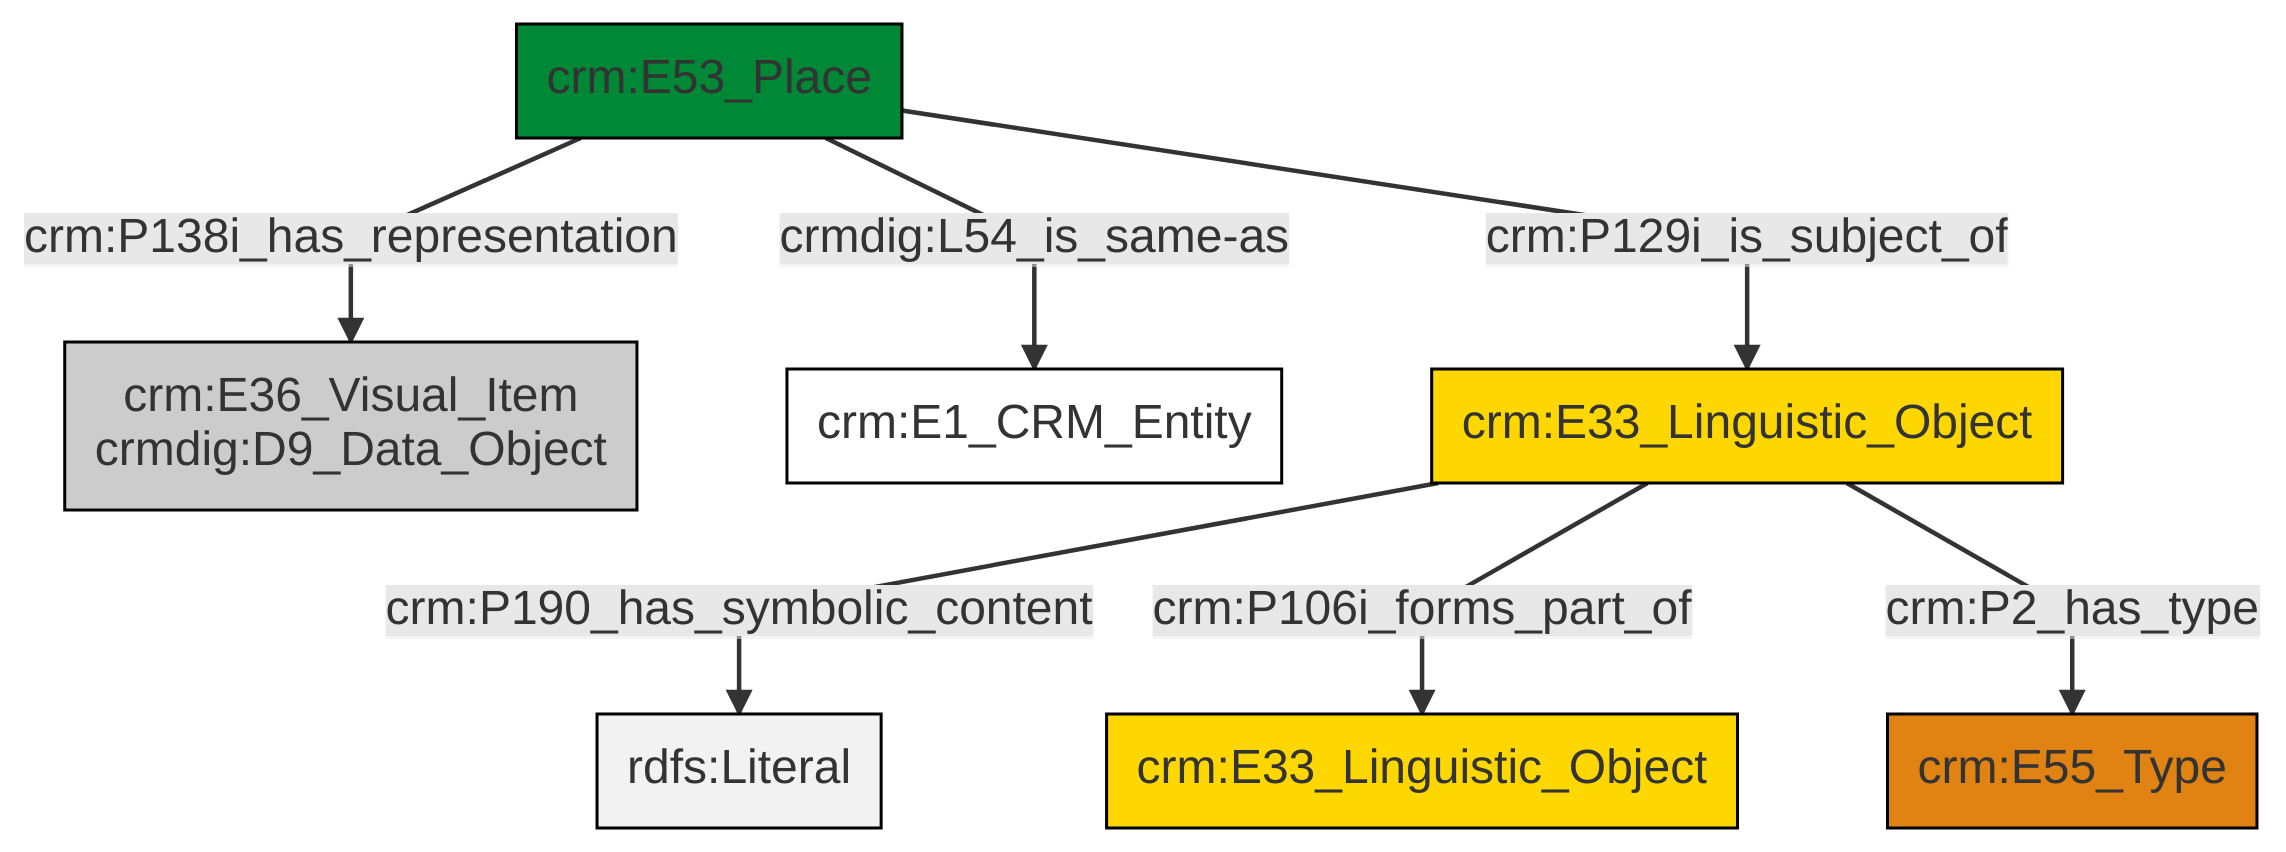 crm:E53_Place
crm:P138i_has_representation
crmdig:L54_is_same-as
crm:P129i_is_subject_of
crm:E36_Visual_Item
crmdig:D9_Data_Object
crm:E1_CRM_Entity
crm:E33_Linguistic_Object
crm:P190_has_symbolic_content
crm:P106i_forms_part_of
crm:P2_has_type
rdfs:Literal
crm:E33_Linguistic_Object
crm:E55_Type